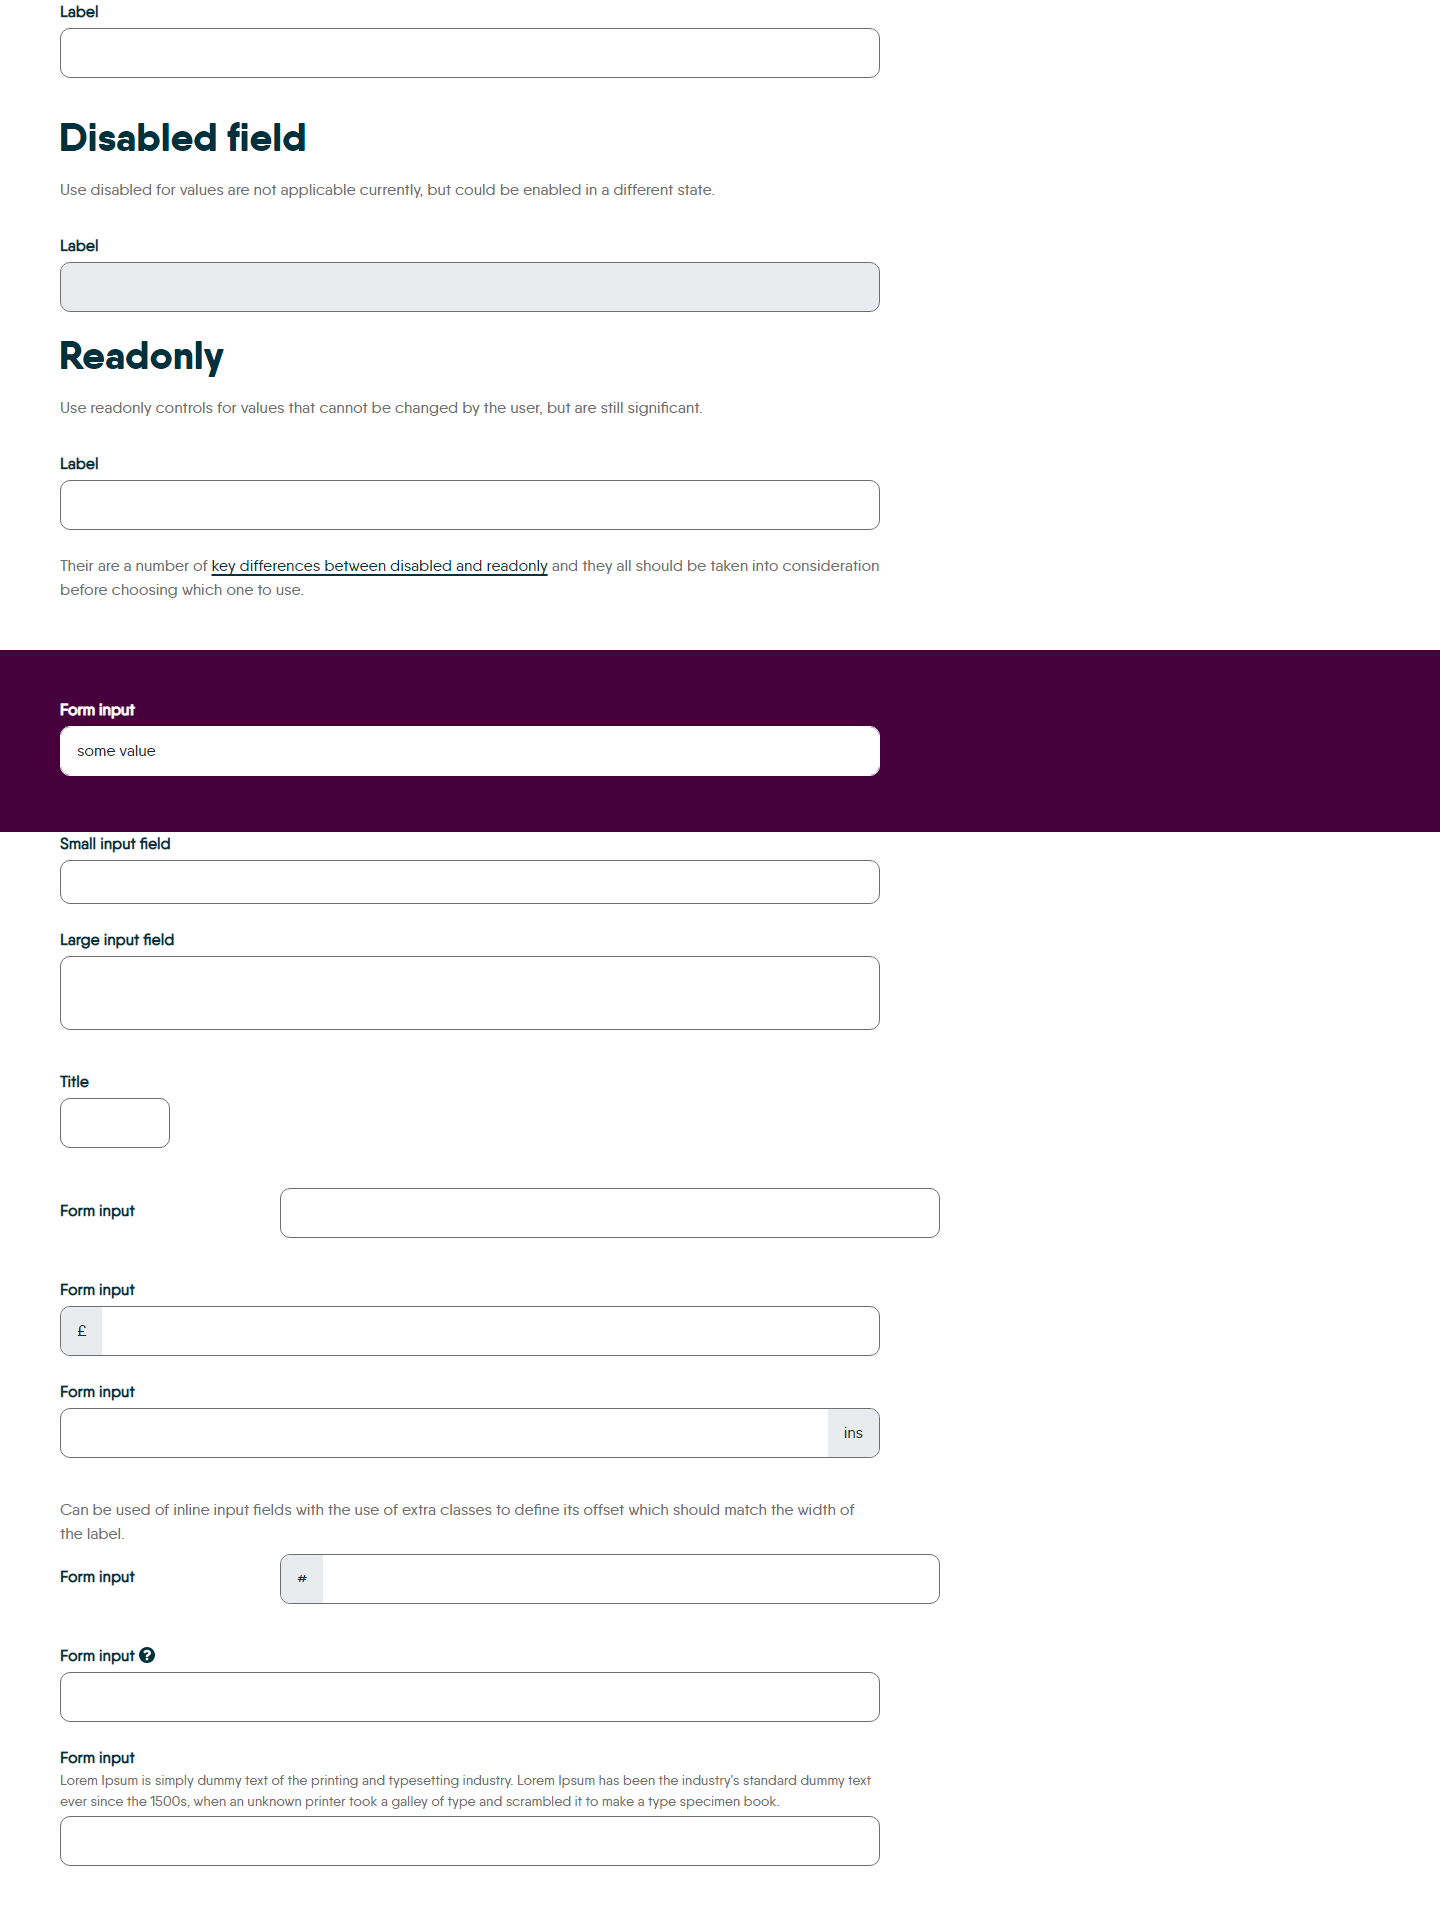 Label
Disabled field
Use disabled for values are not applicable currently, but could be enabled in a different state.
Label
Readonly
Use readonly controls for values that cannot be changed by the user, but are still significant.
Label
Their are a number of key differences between disabled and readonly and they all should be taken into consideration
before choosing which one to use.
Form input
some value
Small input field
Large input field
Title
Form input
Form input
£
Form input
ins
Can be used of inline input fields with the use of extra classes to define its offset which should match the width of
the label.
Form input #
Form input ?
Form input
Lorem Ipsum is simply dummy text of the printing and typesetting industry. Lorem Ipsum has been the industry's standard dummy text
ever since the 1500s, when an unknown printer took a galley of type and scrambled it to make a type specimen book.